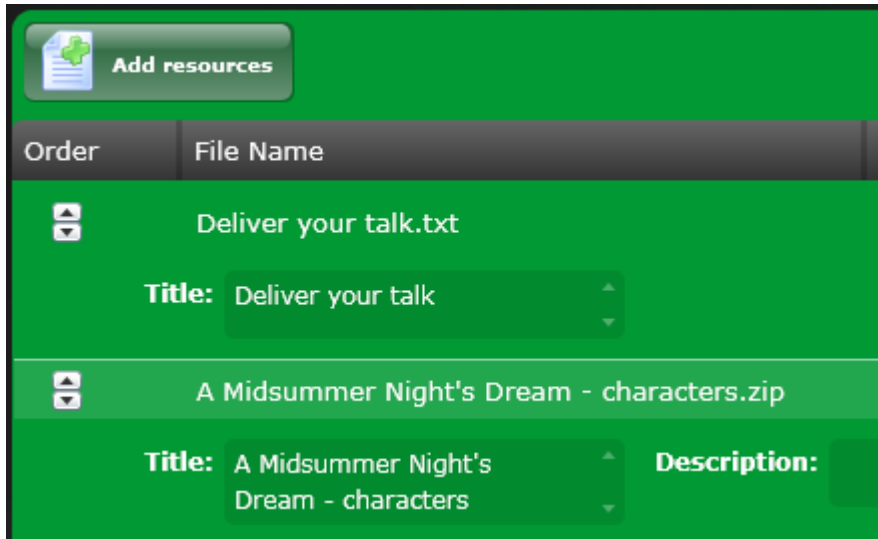 Add resources
Order File Name
Deliver your talk.txt
Title: Deliver your talk
A Midsummer Night's Dream - characters.zip
Title: A Midsummer Night's Description:
Dream - characters